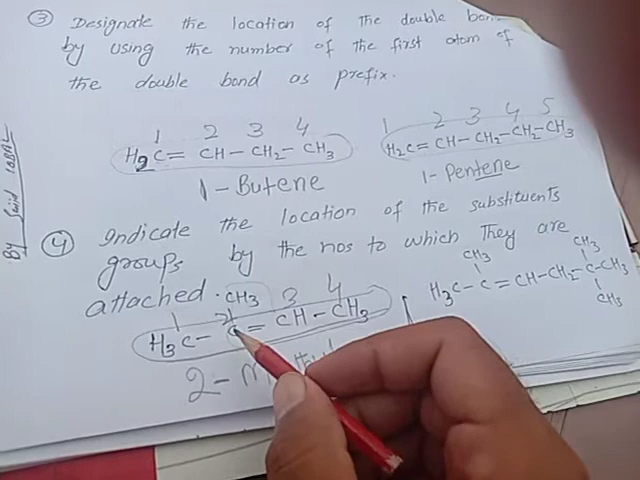 ③ Designate the location of the double
by using the number of the first atom of
the double bond as prefix.
1 2 3 4
H2C = CH - CH2 - CH3
1 - Butene
1 2 3 4 5
H2C = CH - CH2 - CH2 - CH3
1 - Pentene
④ Indicate the location of the substituents
groups by the nos to which they are
attached.
CH3
1 2 3 4
H3C - C = CH - CH3
2 -
CH3 CH3
H3C - C = CH - CH2 - C - CH3
CH3
By